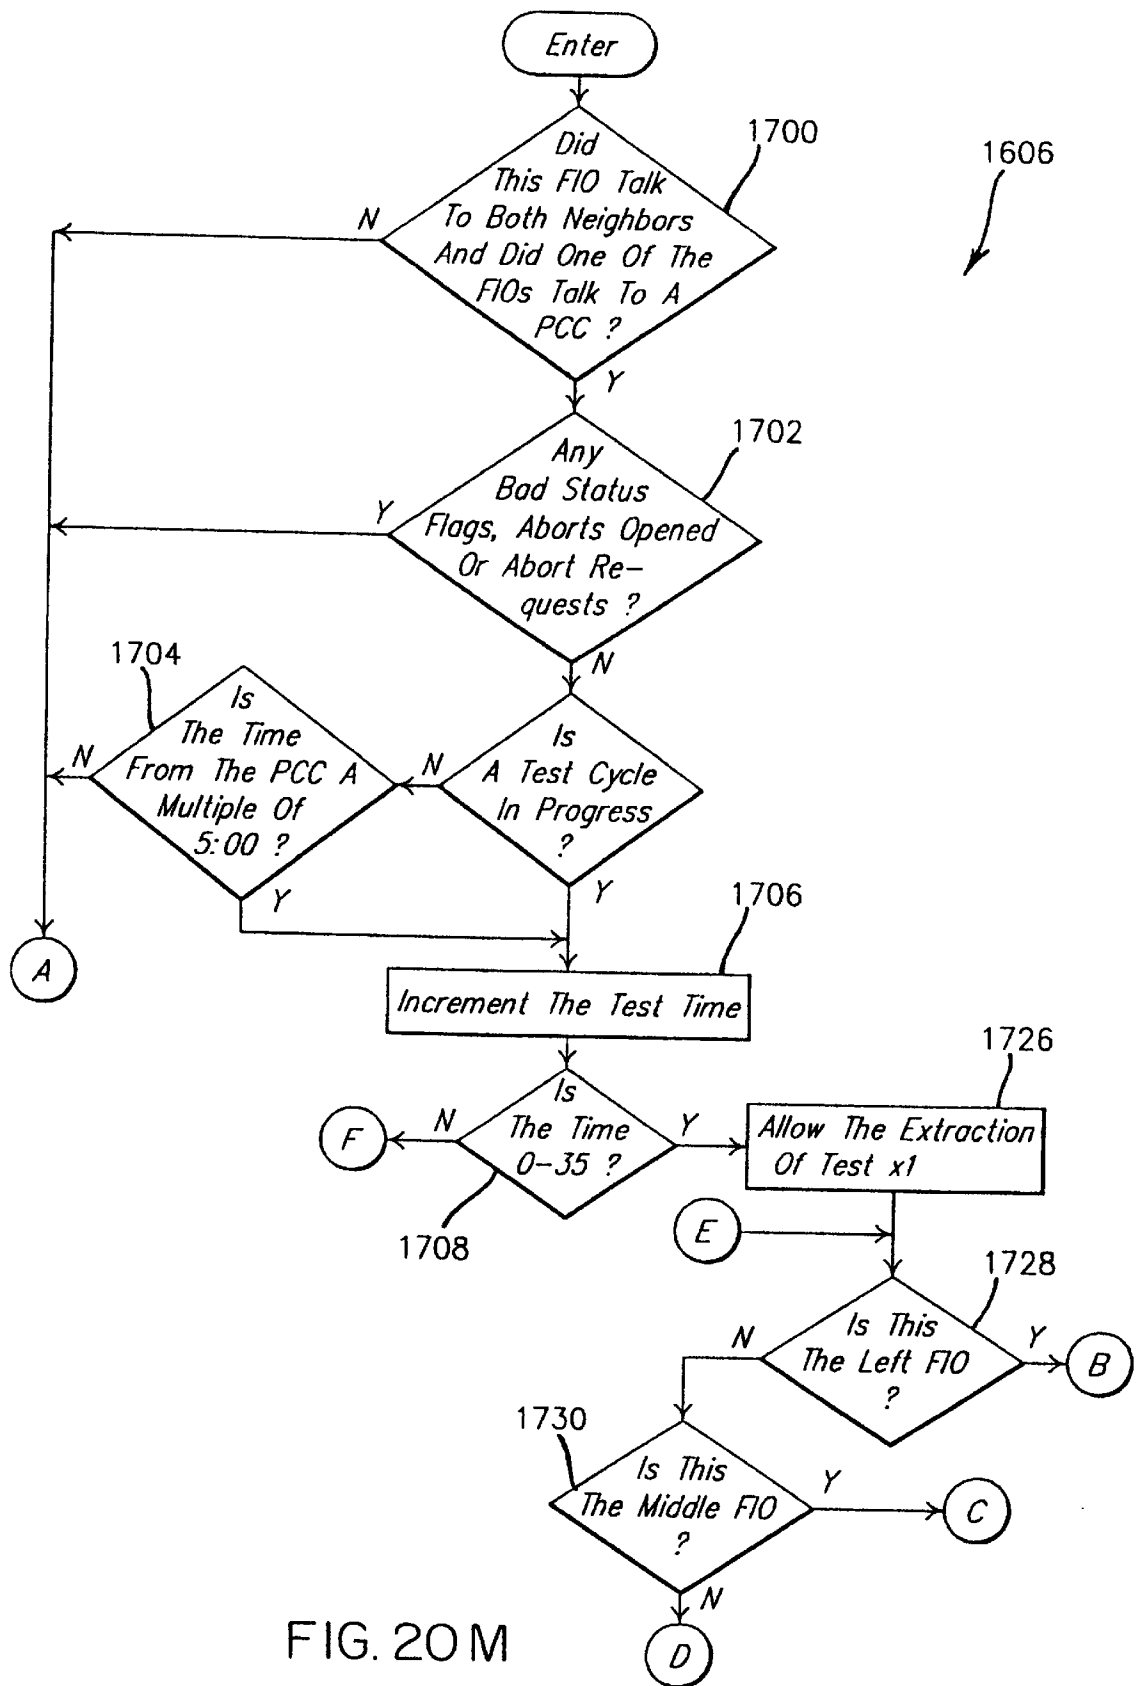 Enter
1700
1606
Did
This FIO Talk
To Both Neighbors
And Did One Of The
FIOs Talk To A
PCC ?
N
Y
1702
Any
Bad Status
Flags, Aborts Opened
Or Abort Re-
quests ?
Y
N
1704
Is
The Time
From The PCC A
Multiple Of
5:00 ?
N
Y
Is
A Test Cycle
In Progress
?
N
Y
A
1706
Increment The Test Time
Is
The Time
0-35 ?
N
Y
F
1708
1726
Allow The Extraction
Of Test x1
E
1728
Is This
The Left FIO
?
N
Y
B
1730
Is This
The Middle FIO
?
Y
C
N
D
FIG. 20M